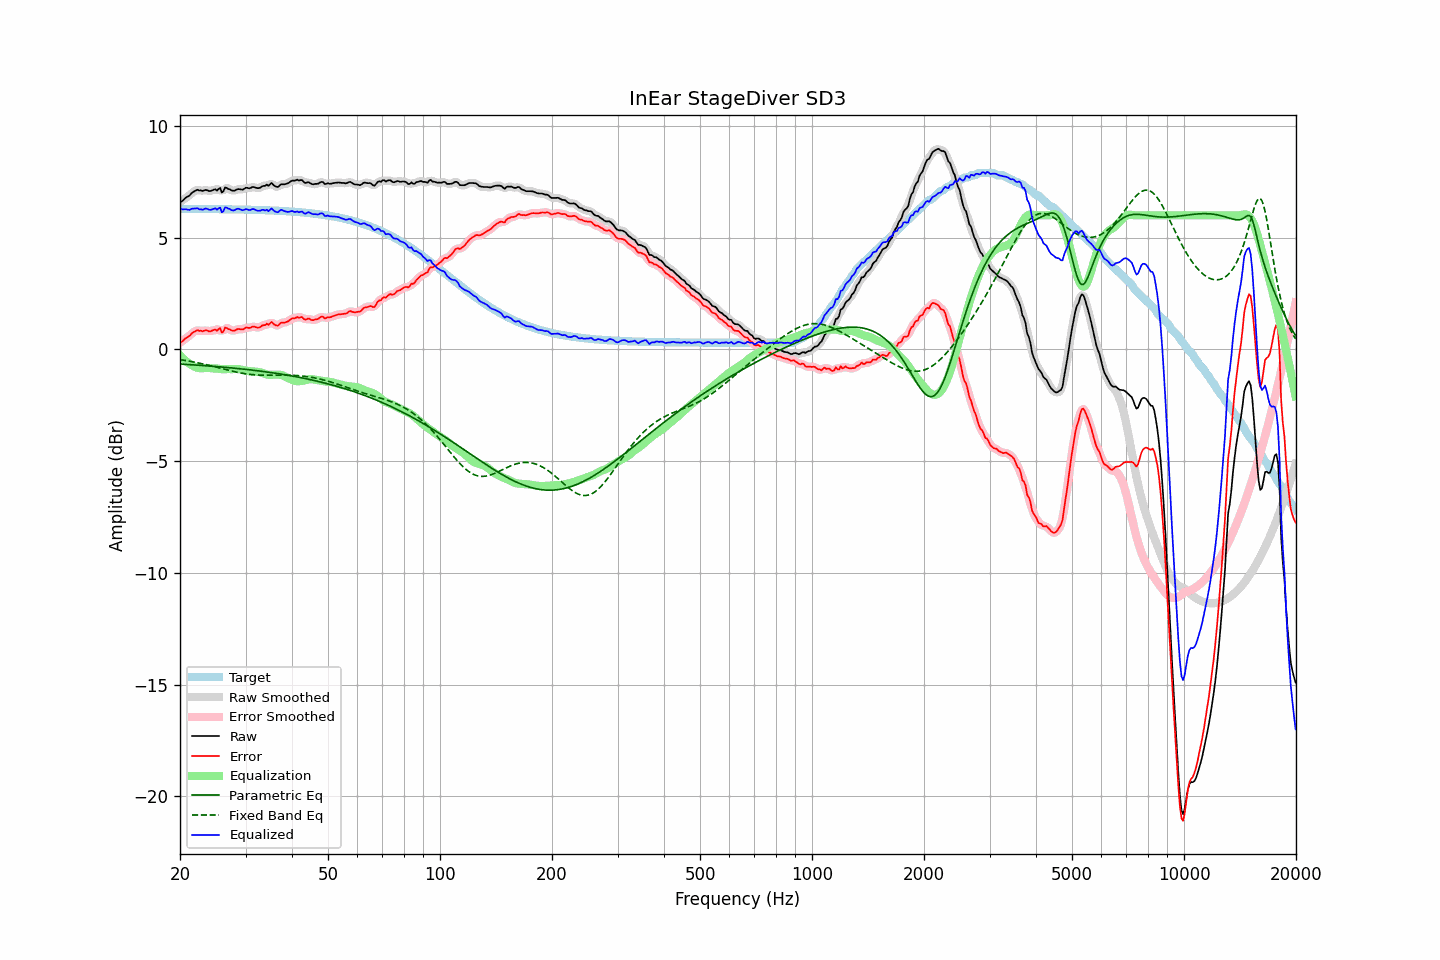 InEar StageDiver SD3
Amplitude (dBr)
10
5
0
−5
−10
−15
−20
Target
Raw Smoothed
Error Smoothed
Raw
Error
Equalization
Parametric Eq
Fixed Band Eq
Equalized
20 50 100 200 500 1000 2000 5000 10000 20000
Frequency (Hz)